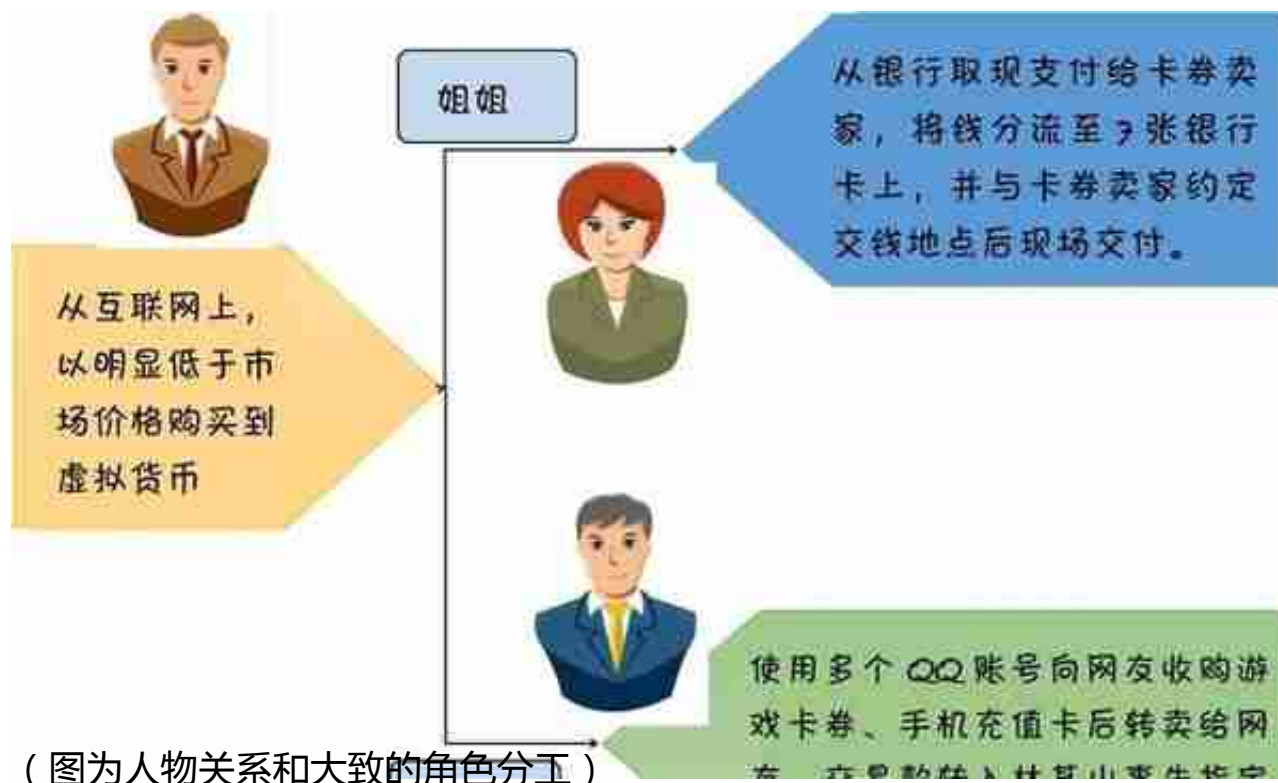 姐姐
从银行取现支付给卡券卖
家，将钱分流至7张银行
卡上，并与卡券卖家约定
交钱地点后现场交付。
从互联网上，
以明显低于市
场价格购买到
虚拟货币
使用多个QQ账号向网友收购游
戏卡券、手机充值卡后转卖给网
（图为人物关系和大致的角色分工）